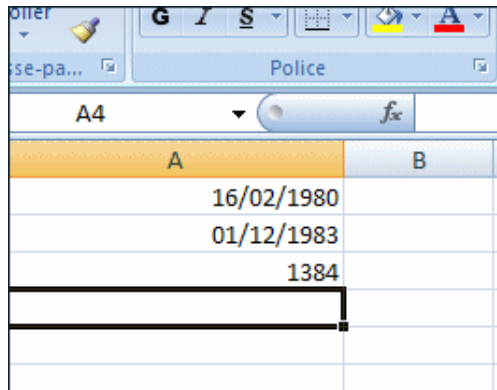 oller
G I S A
sse-pa... Police
A4 fx
A B
16/02/1980
01/12/1983
1384